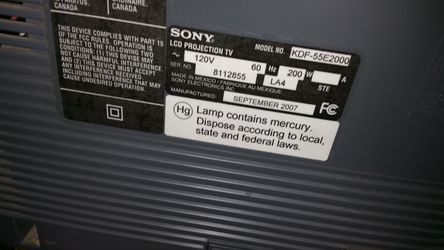 CANADA
CANADA
THIS DEVICE COMPLIES WITH PART 15
OF THE FCC RULES. OPERATION IS
SUBJECT TO THE FOLLOWING TWO
CONDITIONS: (1) THIS DEVICE MAY
NOT CAUSE HARMFUL
INTERFERENCE, AND (2) THIS
DEVICE MUST ACCEPT ANY
INTERFERENCE RECEIVED,
INCLUDING INTERFERENCE THAT
MAY CAUSE UNDESIRED
OPERATION.
SONY
LCD PROJECTION TV
MODEL NO. KDF-55E2000
~ 120V 60 Hz 200 W A
SER.NO. 8112855 LA4 STE
MADE IN MEXICO / FABRIQUE AU MEXIQUE
SONY ELECTRONICS INC.
MANUFACTURED SEPTEMBER 2007 FC
Hg Lamp contains mercury.
Dispose according to local,
state and federal laws.